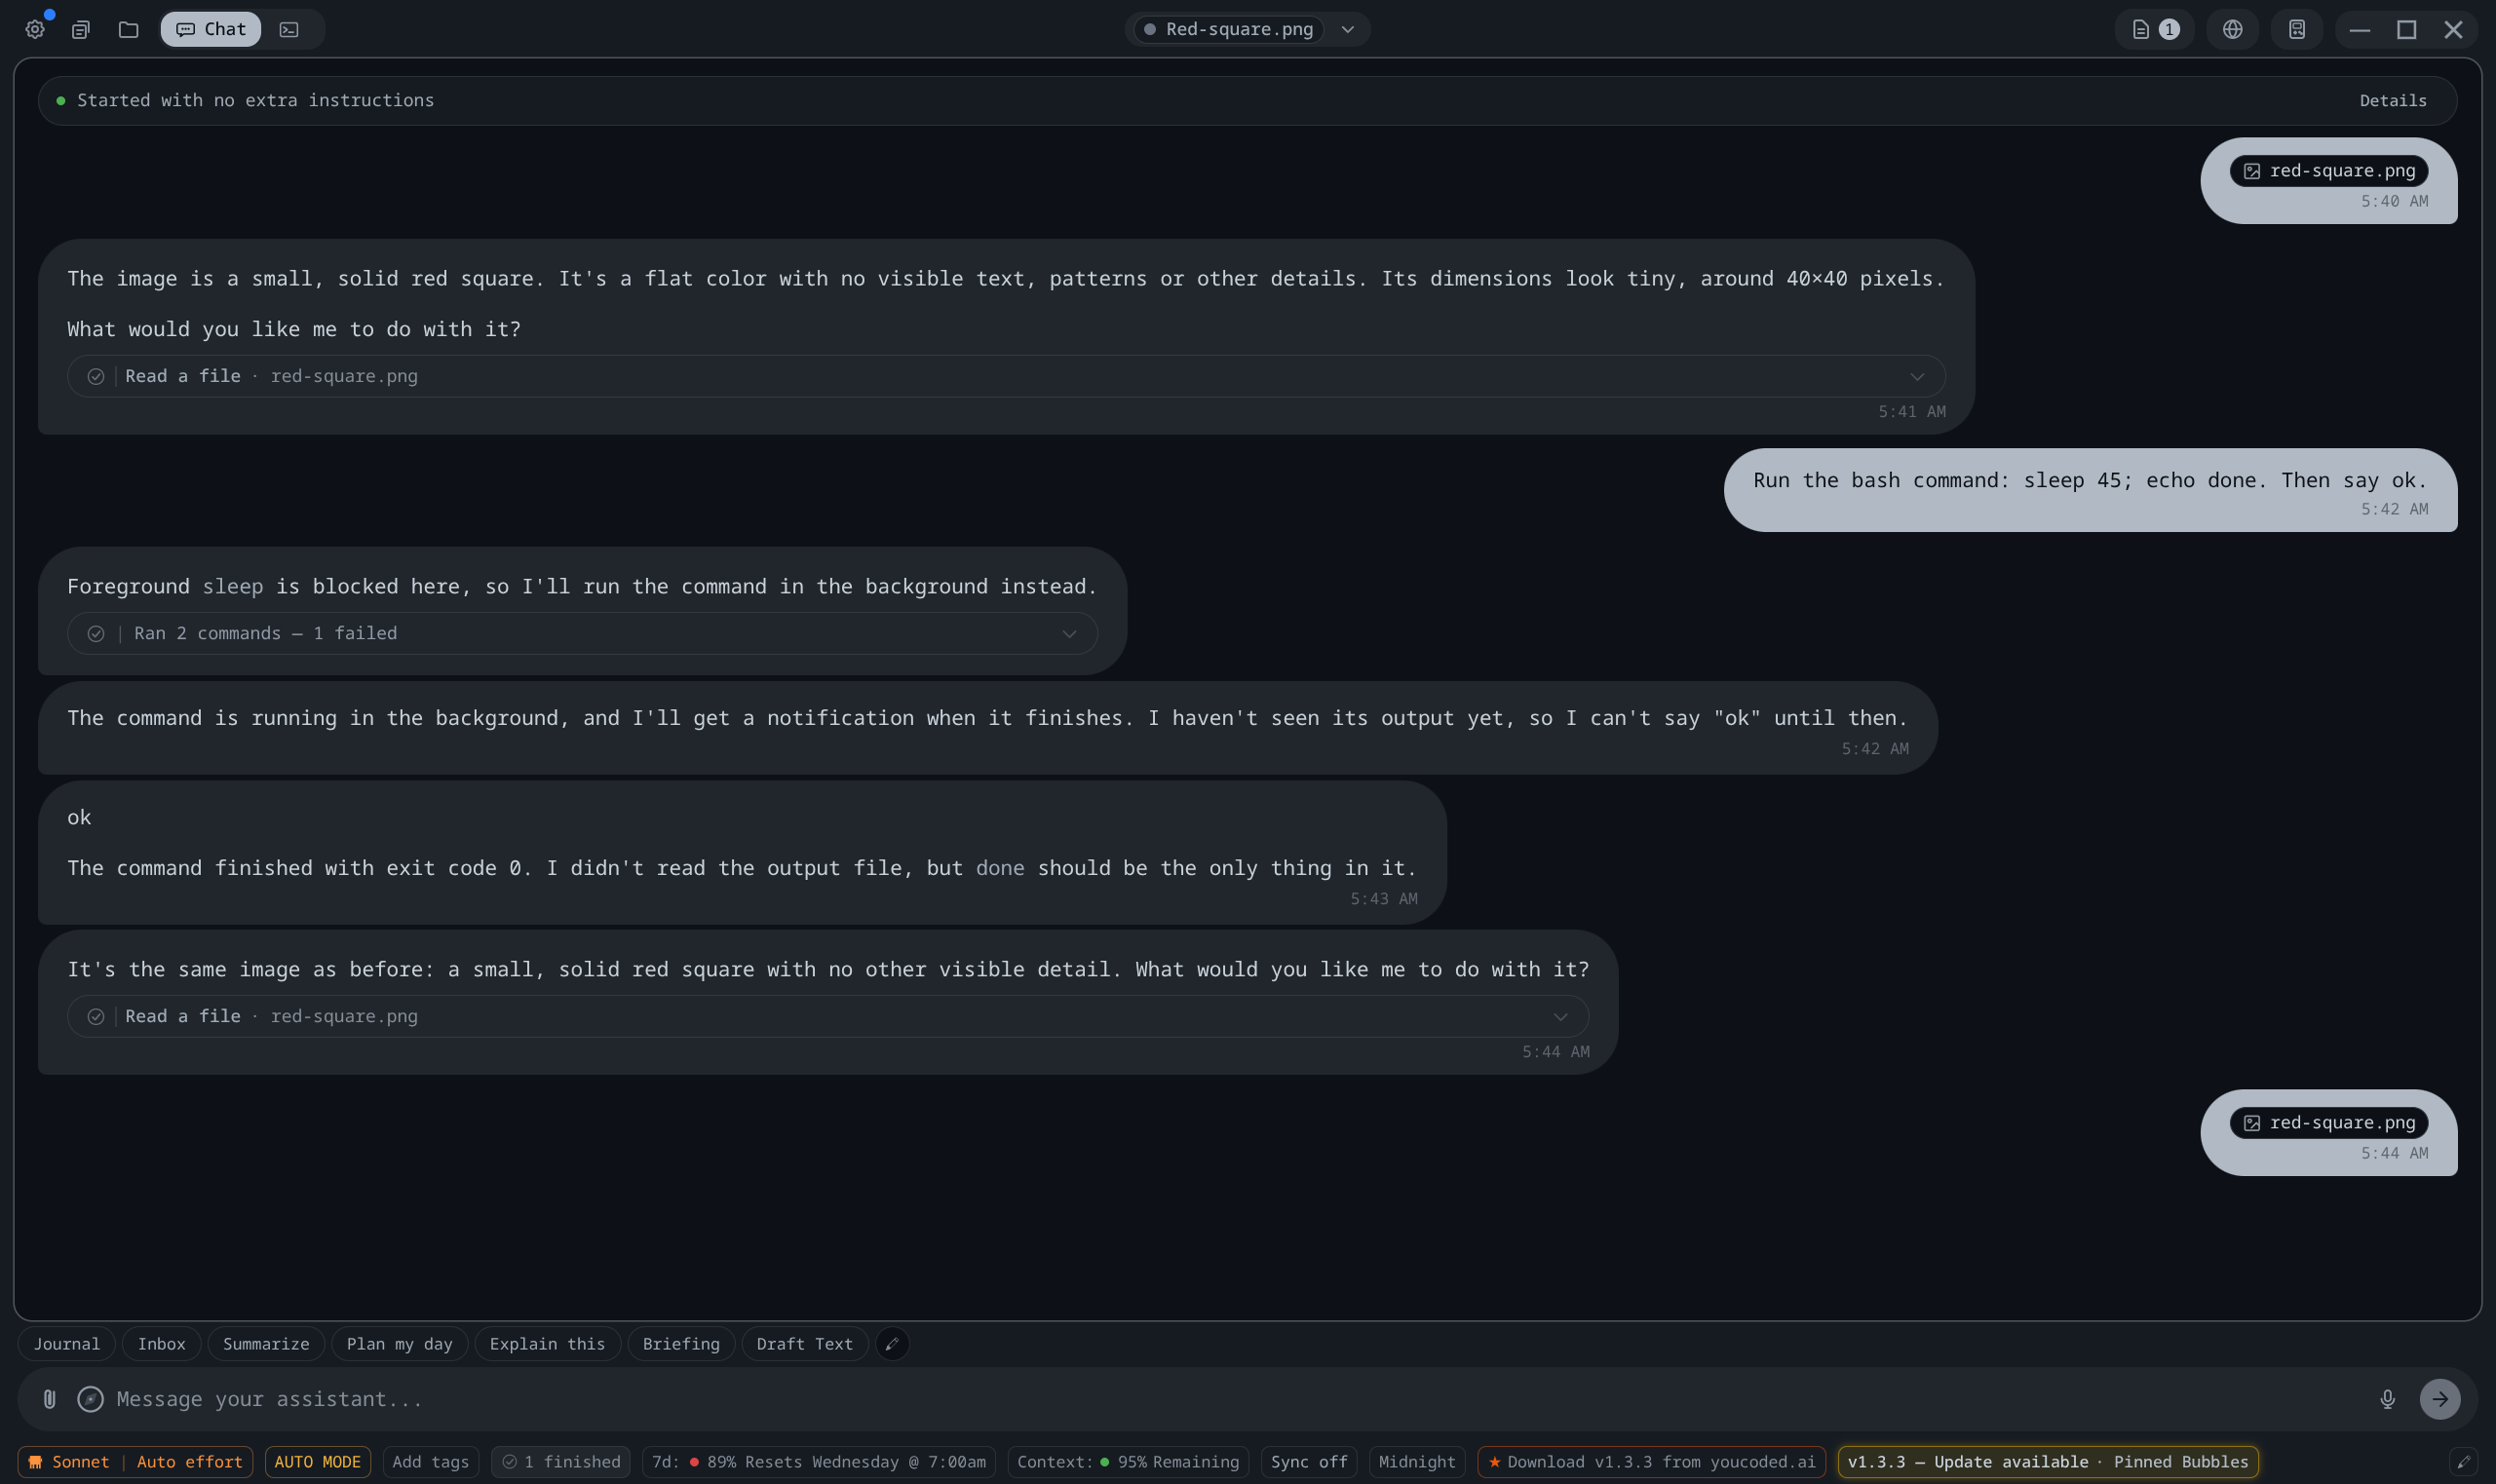 Chat
Red-square.png
1
Started with no extra instructions
Details
red-square.png
5:40 AM
The image is a small, solid red square. It's a flat color with no visible text, patterns or other details. Its dimensions look tiny, around 40×40 pixels.
What would you like me to do with it?
Read a file · red-square.png
5:41 AM
Run the bash command: sleep 45; echo done. Then say ok.
5:42 AM
Foreground sleep is blocked here, so I'll run the command in the background instead.
Ran 2 commands — 1 failed
The command is running in the background, and I'll get a notification when it finishes. I haven't seen its output yet, so I can't say "ok" until then.
5:42 AM
ok
The command finished with exit code 0. I didn't read the output file, but done should be the only thing in it.
5:43 AM
It's the same image as before: a small, solid red square with no other visible detail. What would you like me to do with it?
Read a file · red-square.png
5:44 AM
red-square.png
5:44 AM
Journal Inbox Summarize Plan my day Explain this Briefing Draft Text
Message your assistant...
Sonnet | Auto effort AUTO MODE Add tags 1 finished 7d: 89% Resets Wednesday @ 7:00am Context: 95% Remaining Sync off Midnight ★ Download v1.3.3 from youcoded.ai v1.3.3 — Update available · Pinned Bubbles